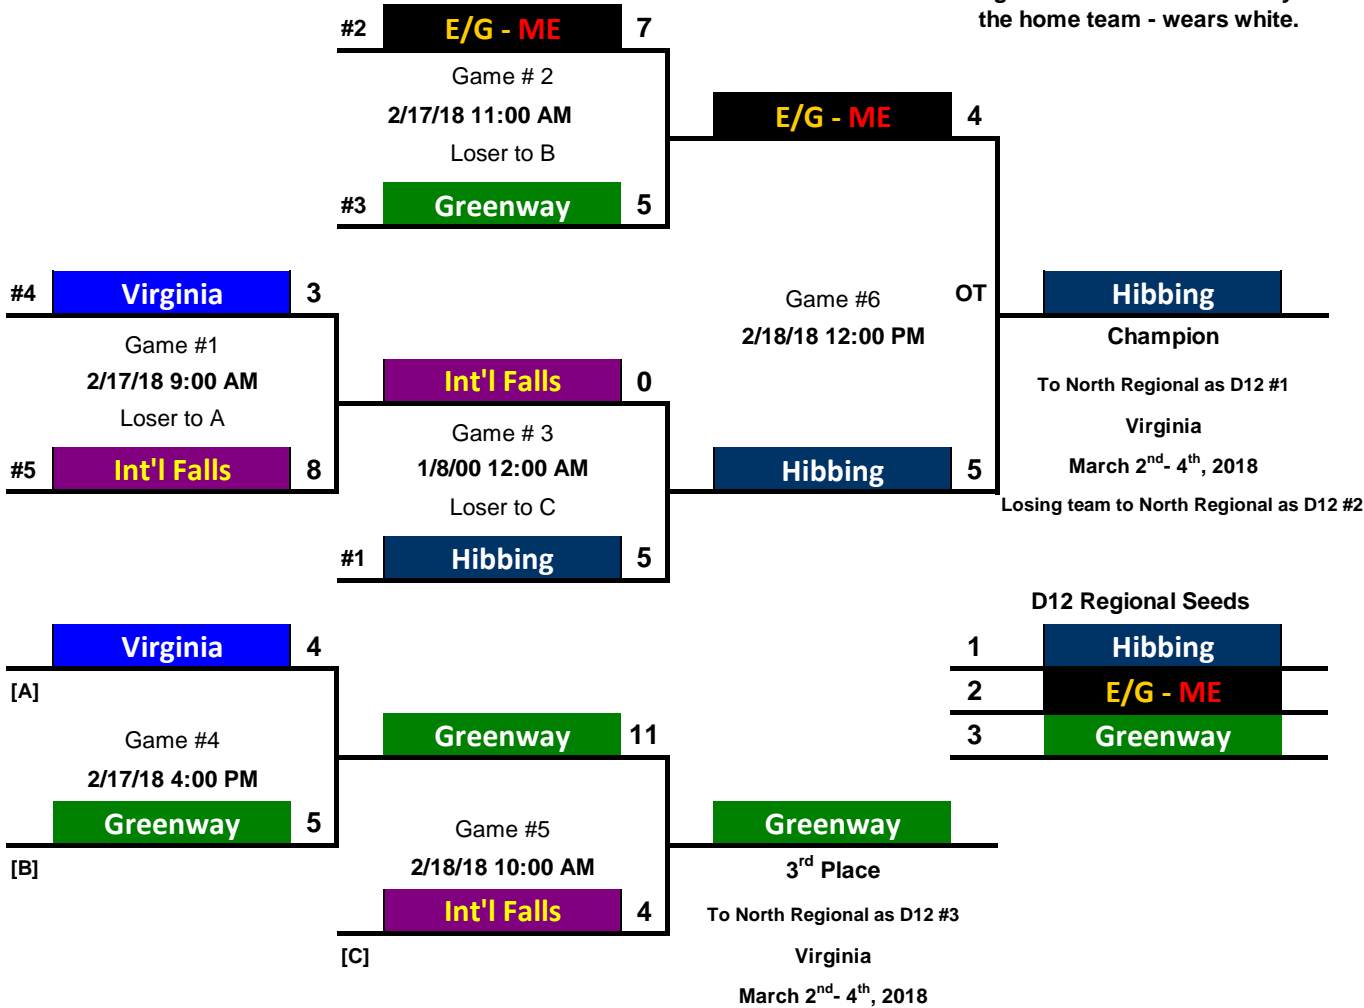 the home team - wears white.
#2 E/G - ME 7
Game # 2
2/17/18 11:00 AM
Loser to B
#3 Greenway 5
E/G - ME 4
#4 Virginia 3
Game #1
2/17/18 9:00 AM
Loser to A
#5 Int'l Falls 8
Int'l Falls 0
Game # 3
1/8/00 12:00 AM
Loser to C
#1 Hibbing 5
Game #6
2/18/18 12:00 PM
OT
Hibbing 5
Hibbing
Champion
To North Regional as D12 #1
Virginia
March 2nd- 4th, 2018
Losing team to North Regional as D12 #2
D12 Regional Seeds
1 Hibbing
2 E/G - ME
3 Greenway
Virginia 4
[A]
Game #4
2/17/18 4:00 PM
Greenway 5
[B]
Greenway 11
Game #5
2/18/18 10:00 AM
Int'l Falls 4
[C]
Greenway
3rd Place
To North Regional as D12 #3
Virginia
March 2nd- 4th, 2018